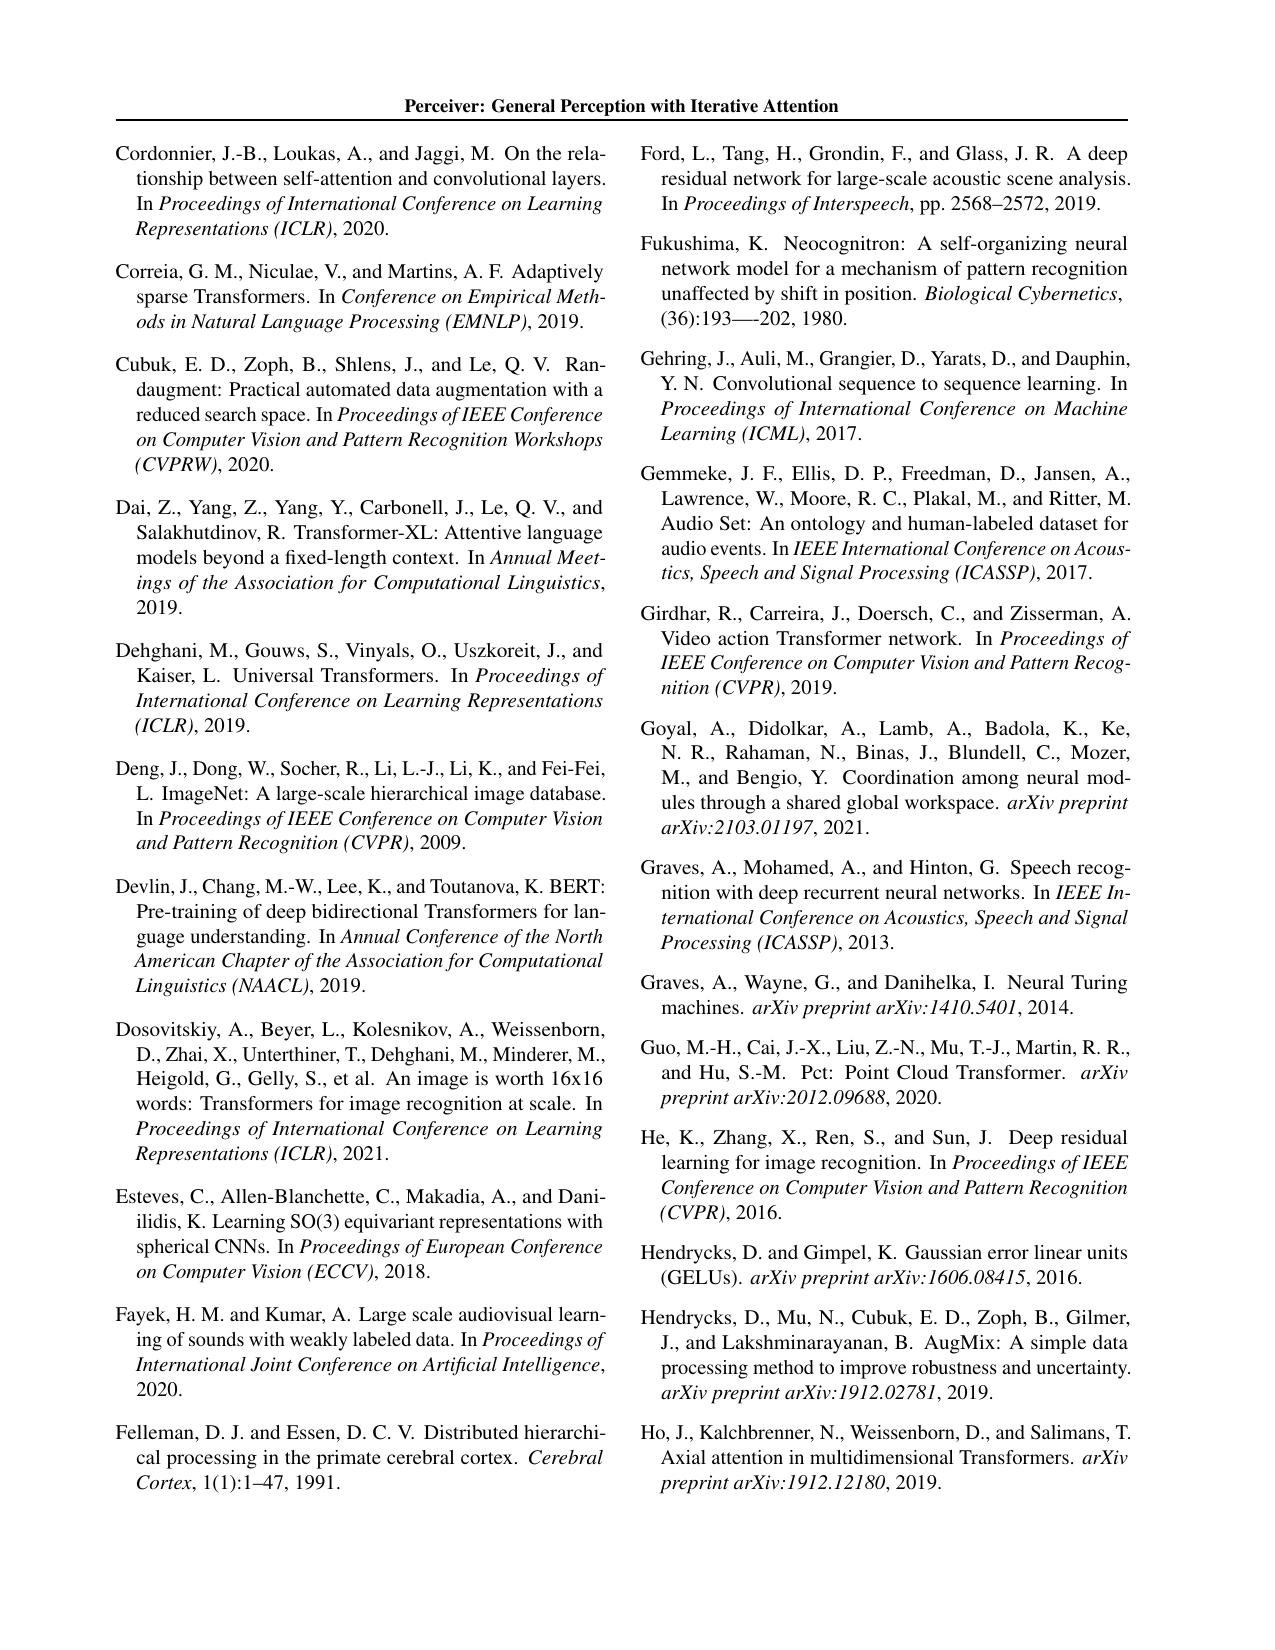 Perceiver: General Perception with Iterative Attention
Cordonnier, J.-B., Loukas, A., and Jaggi, M. On the rela-
tionship between self-attention and convolutional layers.
In Proceedings of International Conference on Learning
Representations (ICLR), 2020.
Correia, G. M., Niculae, V., and Martins, A. F. Adaptively
sparse Transformers. In Conference on Empirical Meth-
ods in Natural Language Processing (EMNLP), 2019.
Cubuk, E. D., Zoph, B., Shlens, J., and Le, Q. V. Ran-
daugment: Practical automated data augmentation with a
reduced search space. In Proceedings of IEEE Conference
on Computer Vision and Pattern Recognition Workshops
(CVPRW), 2020.
Dai, Z., Yang, Z., Yang, Y., Carbonell, J., Le, Q. V., and
Salakhutdinov, R. Transformer-XL: Attentive language
models beyond a fixed-length context. In Annual Meet-
ings of the Association for Computational Linguistics,
2019.
Dehghani, M., Gouws, S., Vinyals, O., Uszkoreit, J., and
Kaiser, L. Universal Transformers. In Proceedings of
International Conference on Learning Representations
(ICLR), 2019.
Deng, J., Dong, W., Socher, R., Li, L.-J., Li, K., and Fei-Fei,
L. ImageNet: A large-scale hierarchical image database.
In Proceedings of IEEE Conference on Computer Vision
and Pattern Recognition (CVPR), 2009.
Devlin, J., Chang, M.-W., Lee, K., and Toutanova, K. BERT:
Pre-training of deep bidirectional Transformers for lan-
guage understanding. In Annual Conference of the North
American Chapter of the Association for Computational
Linguistics (NAACL), 2019.
Dosovitskiy, A., Beyer, L., Kolesnikov, A., Weissenborn,
D., Zhai, X., Unterthiner, T., Dehghani, M., Minderer, M.,
Heigold, G., Gelly, S., et al. An image is worth 16x16
words: Transformers for image recognition at scale. In
Proceedings of International Conference on Learning
Representations (ICLR), 2021.
Esteves, C., Allen-Blanchette, C., Makadia, A., and Dani-
ilidis, K. Learning SO(3) equivariant representations with
spherical CNNs. In Proceedings of European Conference
on Computer Vision (ECCV), 2018.
Fayek, H. M. and Kumar, A. Large scale audiovisual learn-
ing of sounds with weakly labeled data. In Proceedings of
International Joint Conference on Artificial Intelligence,
2020.
Felleman, D. J. and Essen, D. C. V. Distributed hierarchi-
cal processing in the primate cerebral cortex. Cerebral
Cortex, 1(1):1–47, 1991.
Ford, L., Tang, H., Grondin, F., and Glass, J. R. A deep
residual network for large-scale acoustic scene analysis.
In Proceedings of Interspeech, pp. 2568–2572, 2019.
Fukushima, K. Neocognitron: A self-organizing neural
network model for a mechanism of pattern recognition
unaffected by shift in position. Biological Cybernetics,
(36):193—-202, 1980.
Gehring, J., Auli, M., Grangier, D., Yarats, D., and Dauphin,
Y. N. Convolutional sequence to sequence learning. In
Proceedings of International Conference on Machine
Learning (ICML), 2017.
Gemmeke, J. F., Ellis, D. P., Freedman, D., Jansen, A.,
Lawrence, W., Moore, R. C., Plakal, M., and Ritter, M.
Audio Set: An ontology and human-labeled dataset for
audio events. In IEEE International Conference on Acous-
tics, Speech and Signal Processing (ICASSP), 2017.
Girdhar, R., Carreira, J., Doersch, C., and Zisserman, A.
Video action Transformer network. In Proceedings of
IEEE Conference on Computer Vision and Pattern Recog-
nition (CVPR), 2019.
Goyal, A., Didolkar, A., Lamb, A., Badola, K., Ke,
N. R., Rahaman, N., Binas, J., Blundell, C., Mozer,
M., and Bengio, Y. Coordination among neural mod-
ules through a shared global workspace. arXiv preprint
arXiv:2103.01197, 2021.
Graves, A., Mohamed, A., and Hinton, G. Speech recog-
nition with deep recurrent neural networks. In IEEE In-
ternational Conference on Acoustics, Speech and Signal
Processing (ICASSP), 2013.
Graves, A., Wayne, G., and Danihelka, I. Neural Turing
machines. arXiv preprint arXiv:1410.5401, 2014.
Guo, M.-H., Cai, J.-X., Liu, Z.-N., Mu, T.-J., Martin, R. R.,
and Hu, S.-M. Pct: Point Cloud Transformer. arXiv
preprint arXiv:2012.09688, 2020.
He, K., Zhang, X., Ren, S., and Sun, J. Deep residual
learning for image recognition. In Proceedings of IEEE
Conference on Computer Vision and Pattern Recognition
(CVPR), 2016.
Hendrycks, D. and Gimpel, K. Gaussian error linear units
(GELUs). arXiv preprint arXiv:1606.08415, 2016.
Hendrycks, D., Mu, N., Cubuk, E. D., Zoph, B., Gilmer,
J., and Lakshminarayanan, B. AugMix: A simple data
processing method to improve robustness and uncertainty.
arXiv preprint arXiv:1912.02781, 2019.
Ho, J., Kalchbrenner, N., Weissenborn, D., and Salimans, T.
Axial attention in multidimensional Transformers. arXiv
preprint arXiv:1912.12180, 2019.